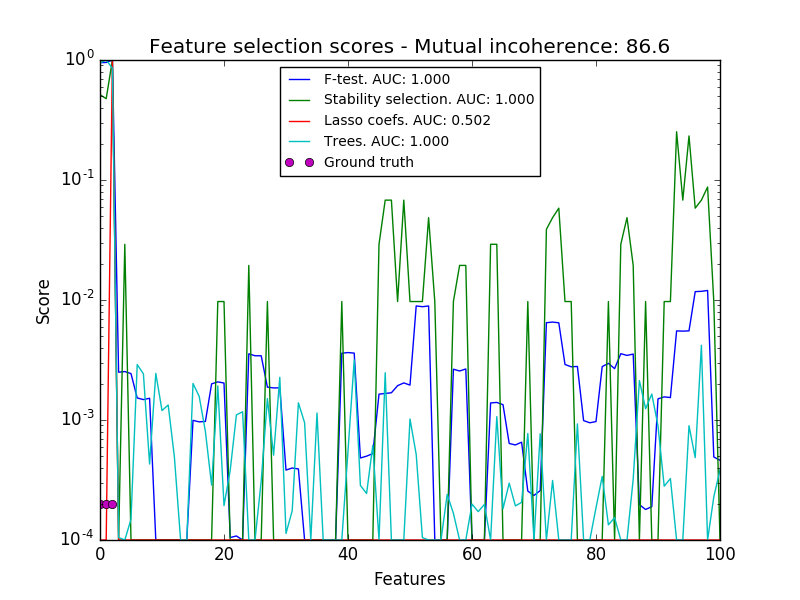 Feature selection scores - Mutual incoherence: 86.6
F-test. AUC: 1.000
Stability selection. AUC: 1.000
Lasso coefs. AUC: 0.502
Trees. AUC: 1.000
Ground truth
10^0
10^-1
10^-2
10^-3
10^-4
Score
0 20 40 60 80 100
Features